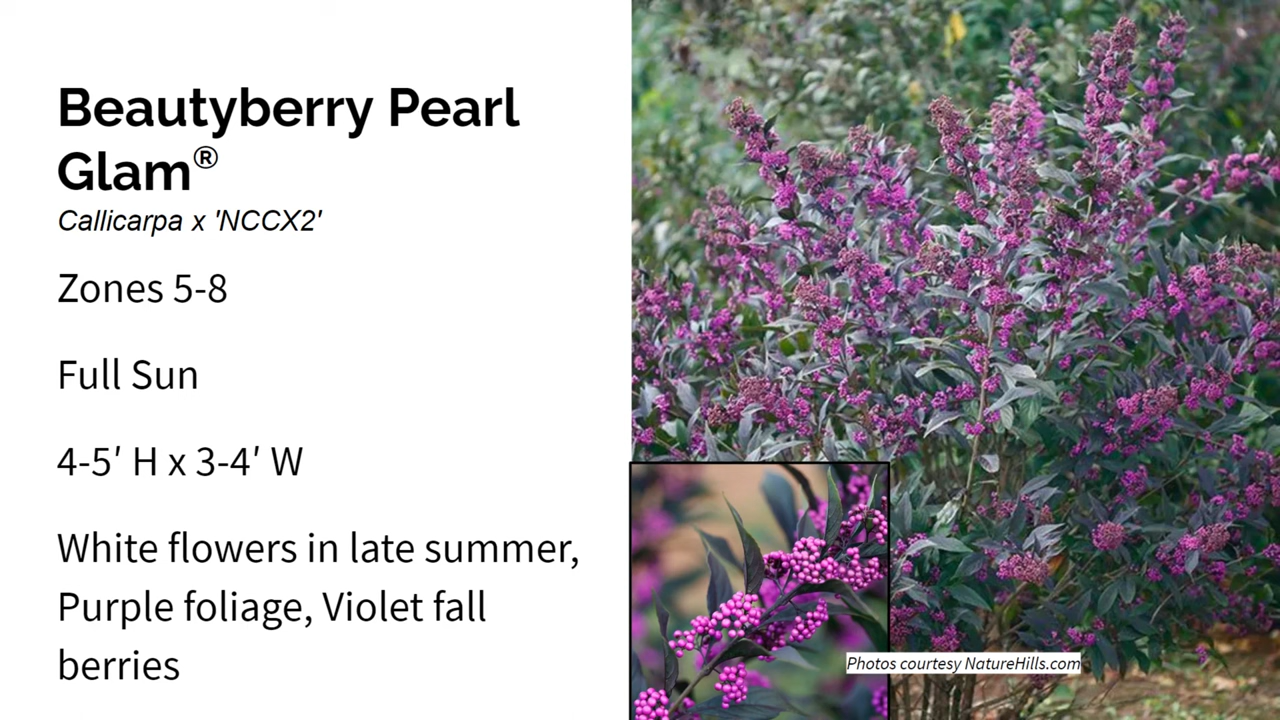 Beautyberry Pearl
Glam®
Callicarpa x 'NCCX2'
Zones 5-8
Full Sun
4-5′ H x 3-4′ W
White flowers in late summer,
Purple foliage, Violet fall
berries
Photos courtesy NatureHills.com